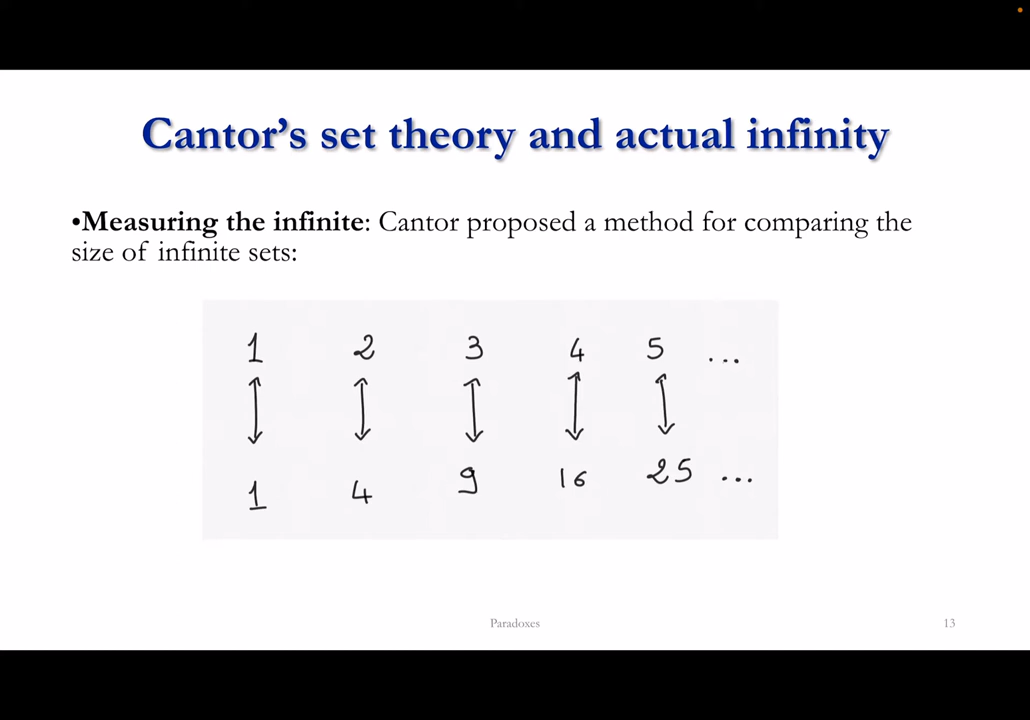 Cantor’s set theory and actual infinity
•Measuring the infinite: Cantor proposed a method for comparing the
size of infinite sets:
1 2 3 4 5 ...
1 4 9 16 25 ...
Paradoxes 13